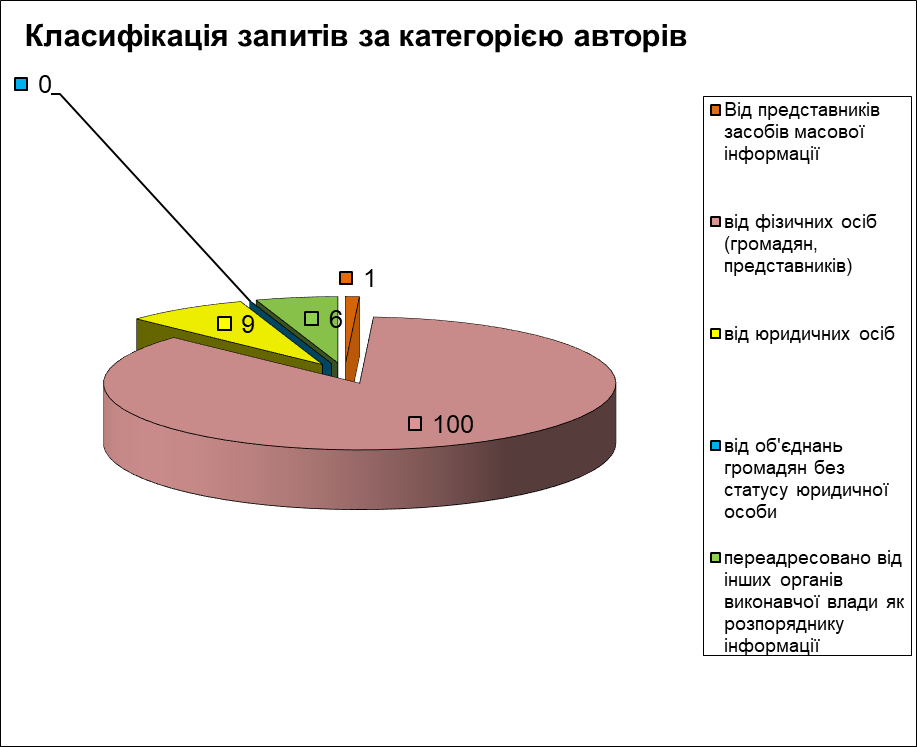 Класифікація запитів за категорією авторів
0
1
9
6
100
Від представників
засобів масової
інформації
від фізичних осіб
(громадян,
представників)
від юридичних осіб
від об'єднань
громадян без
статусу юридичної
особи
переадресовано від
інших органів
виконавчої влади як
розпоряднику
інформації